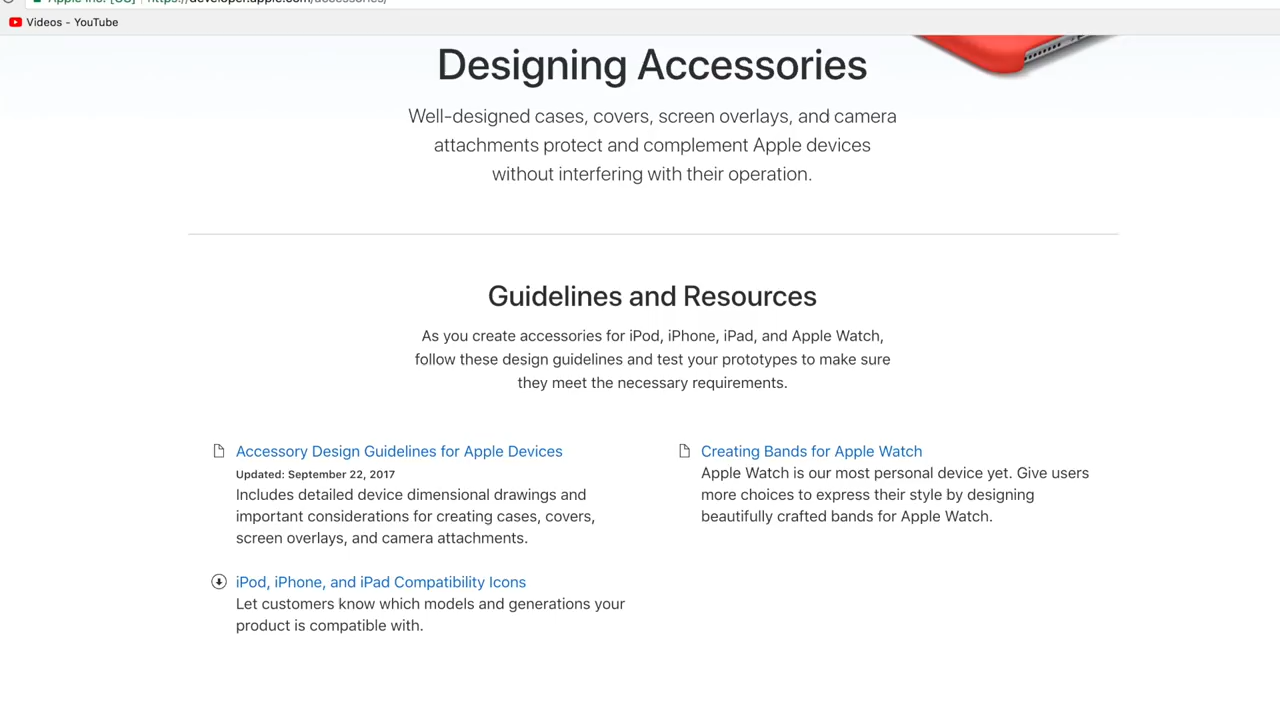 Videos - YouTube
Designing Accessories
Well-designed cases, covers, screen overlays, and camera
attachments protect and complement Apple devices
without interfering with their operation.
Guidelines and Resources
As you create accessories for iPod, iPhone, iPad, and Apple Watch,
follow these design guidelines and test your prototypes to make sure
they meet the necessary requirements.
Accessory Design Guidelines for Apple Devices
Updated: September 22, 2017
Includes detailed device dimensional drawings and
important considerations for creating cases, covers,
screen overlays, and camera attachments.
iPod, iPhone, and iPad Compatibility Icons
Let customers know which models and generations your
product is compatible with.
Creating Bands for Apple Watch
Apple Watch is our most personal device yet. Give users
more choices to express their style by designing
beautifully crafted bands for Apple Watch.